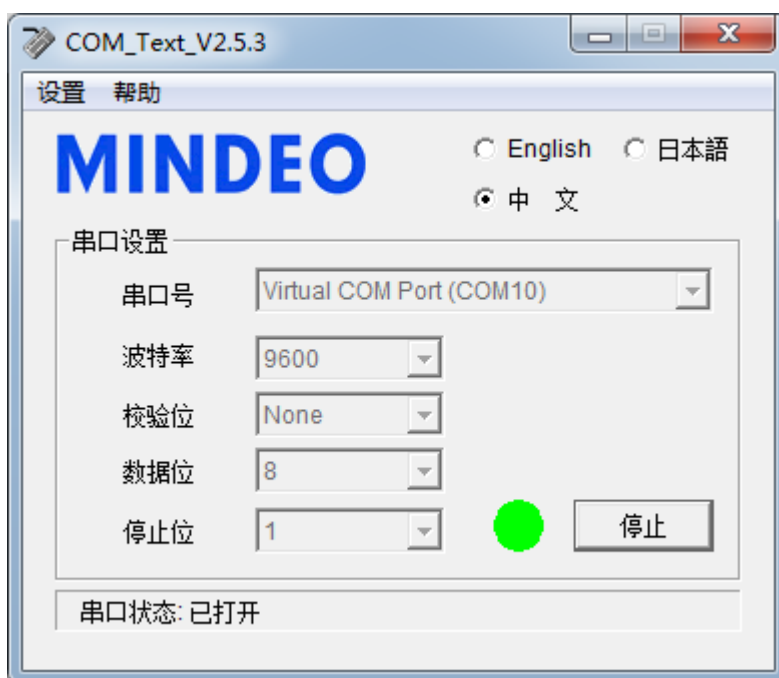 COM_Text_V2.5.3
设置 帮助
MINDEO
English 日本語
中 文
串口设置
串口号 Virtual COM Port (COM10)
波特率 9600
校验位 None
数据位 8
停止位 1
停止
串口状态: 已打开